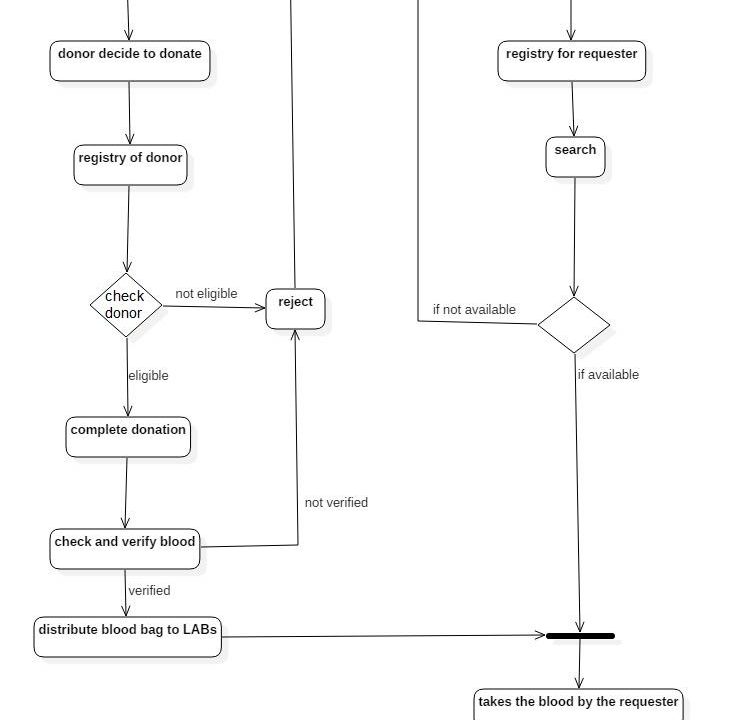 donor decide to donate
registry for requester
registry of donor
search
check
donor
not eligible
reject
if not available
eligible
if available
complete donation
not verified
check and verify blood
verified
distribute blood bag to LABs
takes the blood by the requester